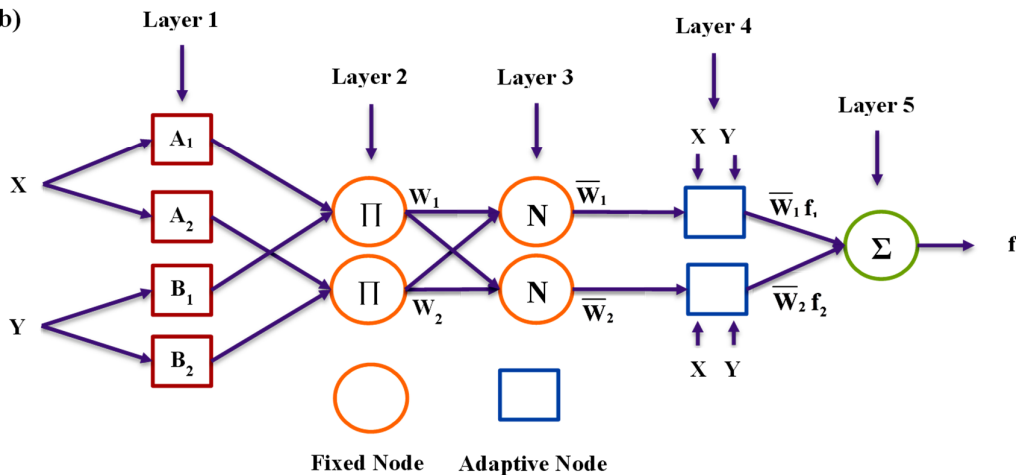 b)
Layer 1
Layer 2
Layer 3
Layer 4
Layer 5
X
Y
A₁
A₂
B₁
B₂
∏
∏
W₁
W₂
N
N
W̅₁
W̅₂
X Y
X Y
W̅₁ f₁
W̅₂ f₂
Σ
f
Fixed Node
Adaptive Node